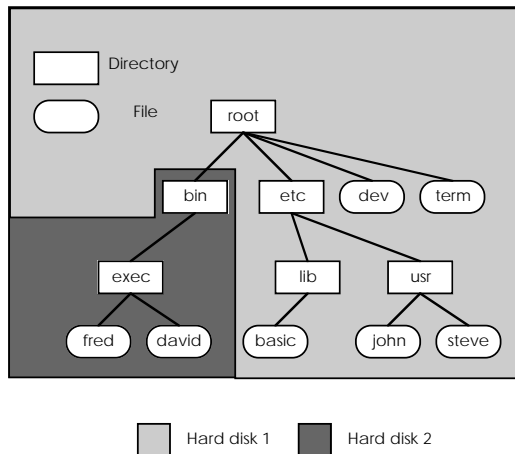 Directory
File
root
bin
etc
dev
term
exec
lib
usr
fred
david
basic
john
steve
Hard disk 1
Hard disk 2